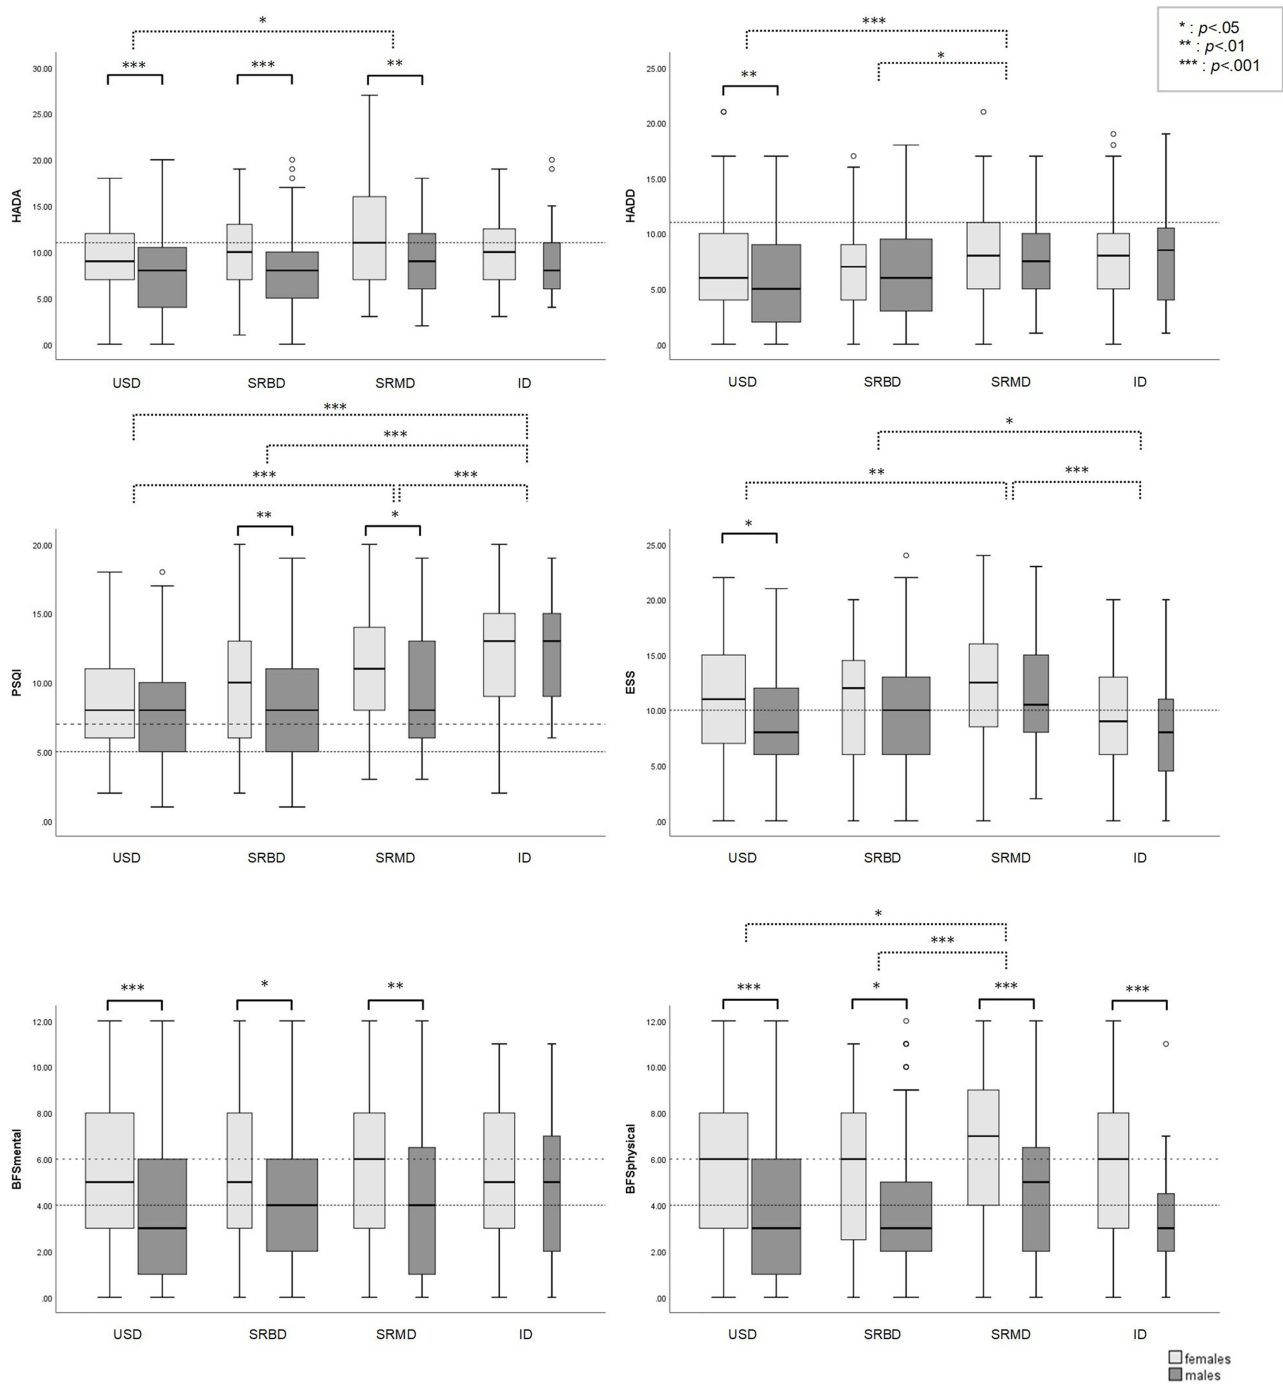 * : p<.05
** : p<.01
*** : p<.001
*
***
***
**
HADA
30.00
25.00
20.00
15.00
10.00
5.00
.00
USD
SRBD
SRMD
ID
***
*
**
HADD
25.00
20.00
15.00
10.00
5.00
.00
USD
SRBD
SRMD
ID
***
***
***
***
**
*
PSQI
20.00
15.00
10.00
5.00
.00
USD
SRBD
SRMD
ID
*
**
***
*
ESS
25.00
20.00
15.00
10.00
5.00
.00
USD
SRBD
SRMD
ID
***
*
**
BFSmental
12.00
10.00
8.00
6.00
4.00
2.00
.00
USD
SRBD
SRMD
ID
*
***
***
*
***
***
BFSphysical
12.00
10.00
8.00
6.00
4.00
2.00
.00
USD
SRBD
SRMD
ID
females
males